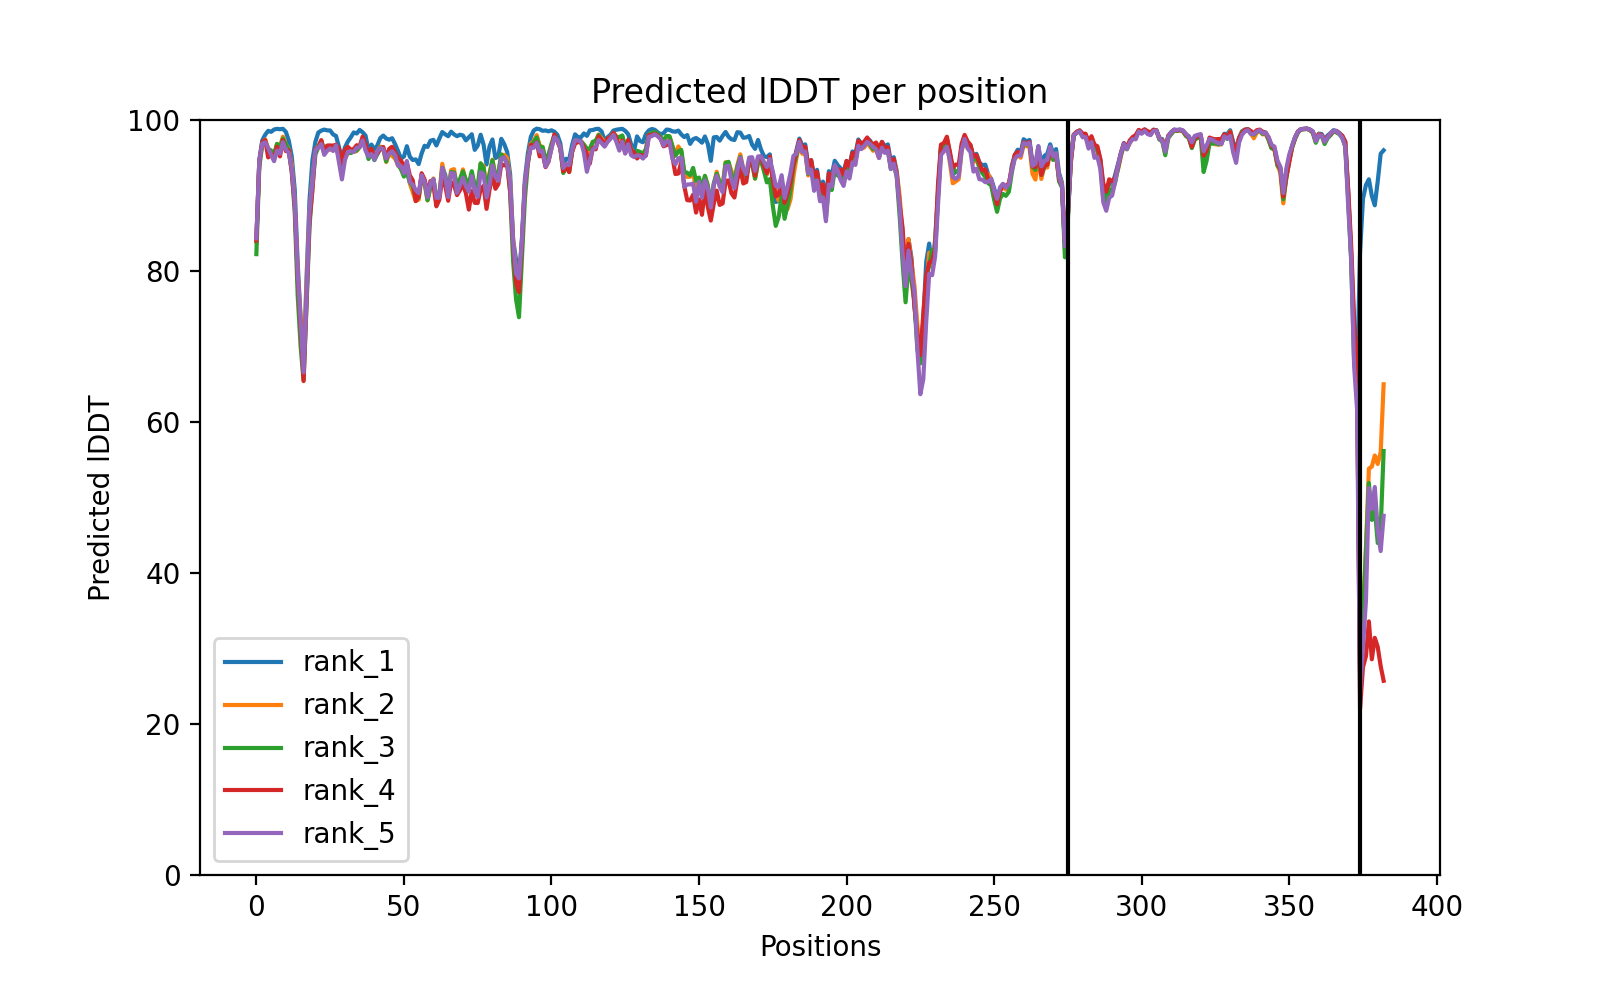 Predicted lDDT per position
100
80
60
40
20
0
Predicted lDDT
rank_1
rank_2
rank_3
rank_4
rank_5
0 50 100 150 200 250 300 350 400
Positions